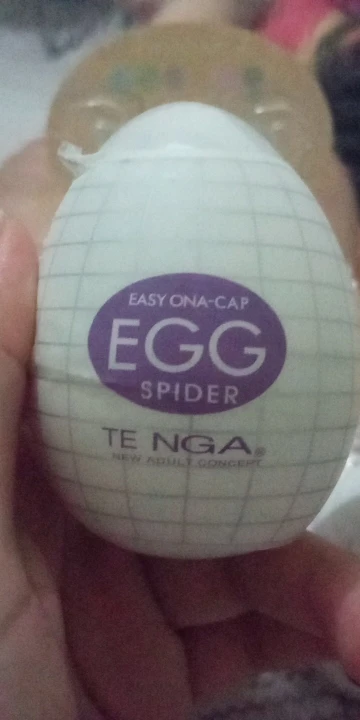 EASY ONA-CAP
EGG
SPIDER
TENGA®
NEW ADULT CONCEPT